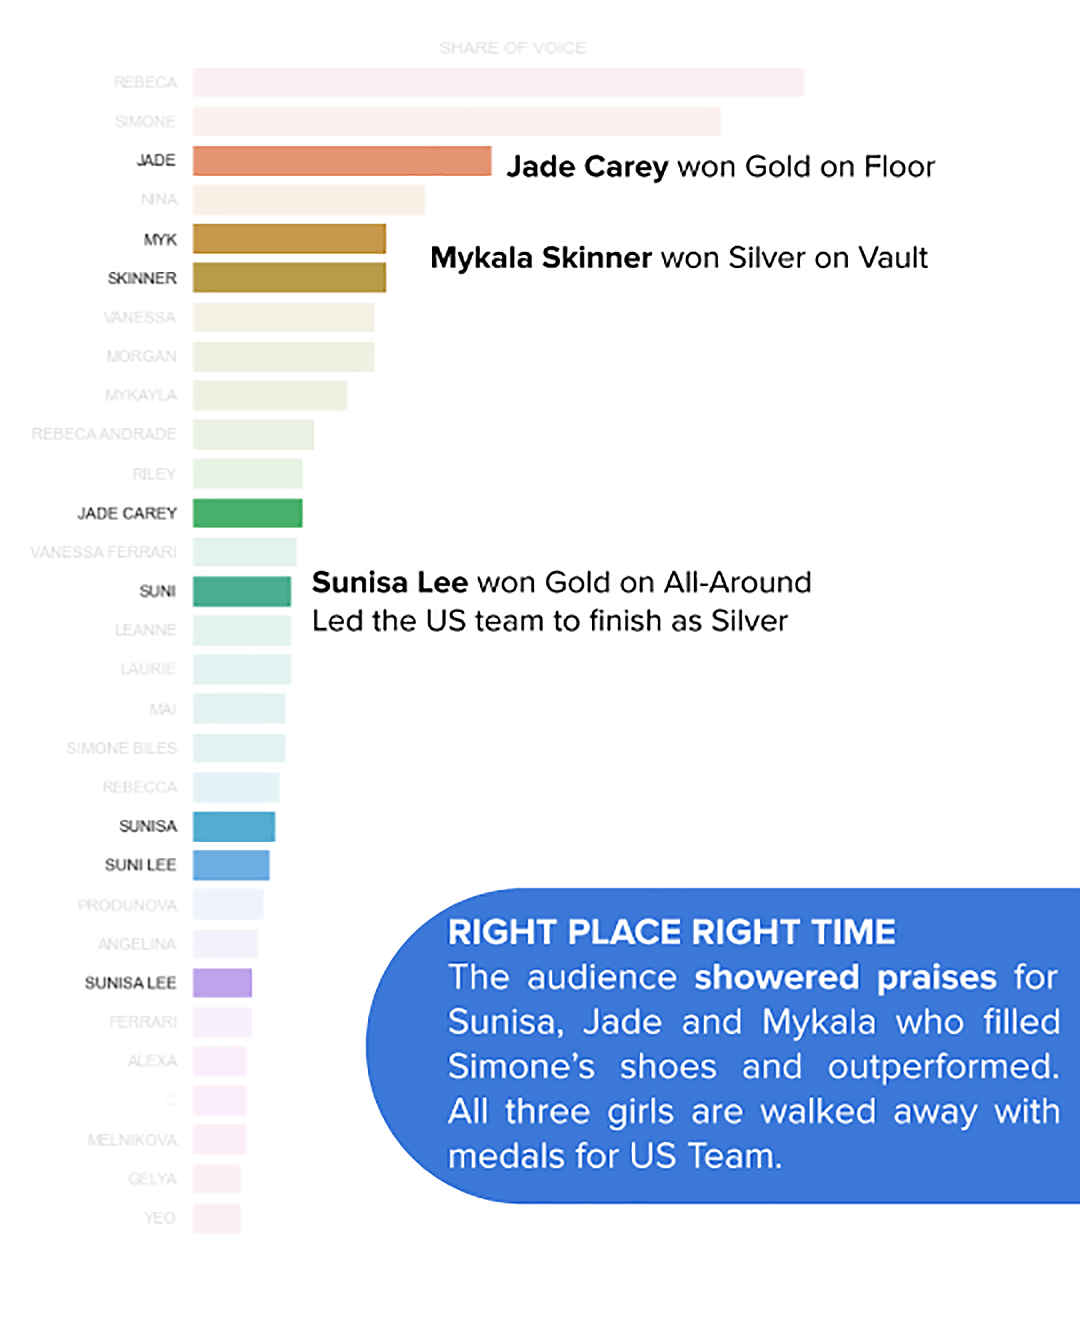 SHARE OF VOICE
REBECA
SIMONE
JADE
Jade Carey won Gold on Floor
NINA
MYK
Mykala Skinner won Silver on Vault
SKINNER
VANESSA
MORGAN
MYKAYLA
REBECA ANDRADE
RILEY
JADE CAREY
VANESSA FERRARI
SUNI
Sunisa Lee won Gold on All-Around
Led the US team to finish as Silver
LEANNE
LAURIE
MAI
SIMONE BILES
REBECCA
SUNISA
SUNI LEE
PRODUNOVA
ANGELINA
SUNISA LEE
FERRARI
ALEXA
MELNIKOVA
GELYA
YEO
RIGHT PLACE RIGHT TIME
The audience showered praises for
Sunisa, Jade and Mykala who filled
Simone's shoes and outperformed.
All three girls are walked away with
medals for US Team.